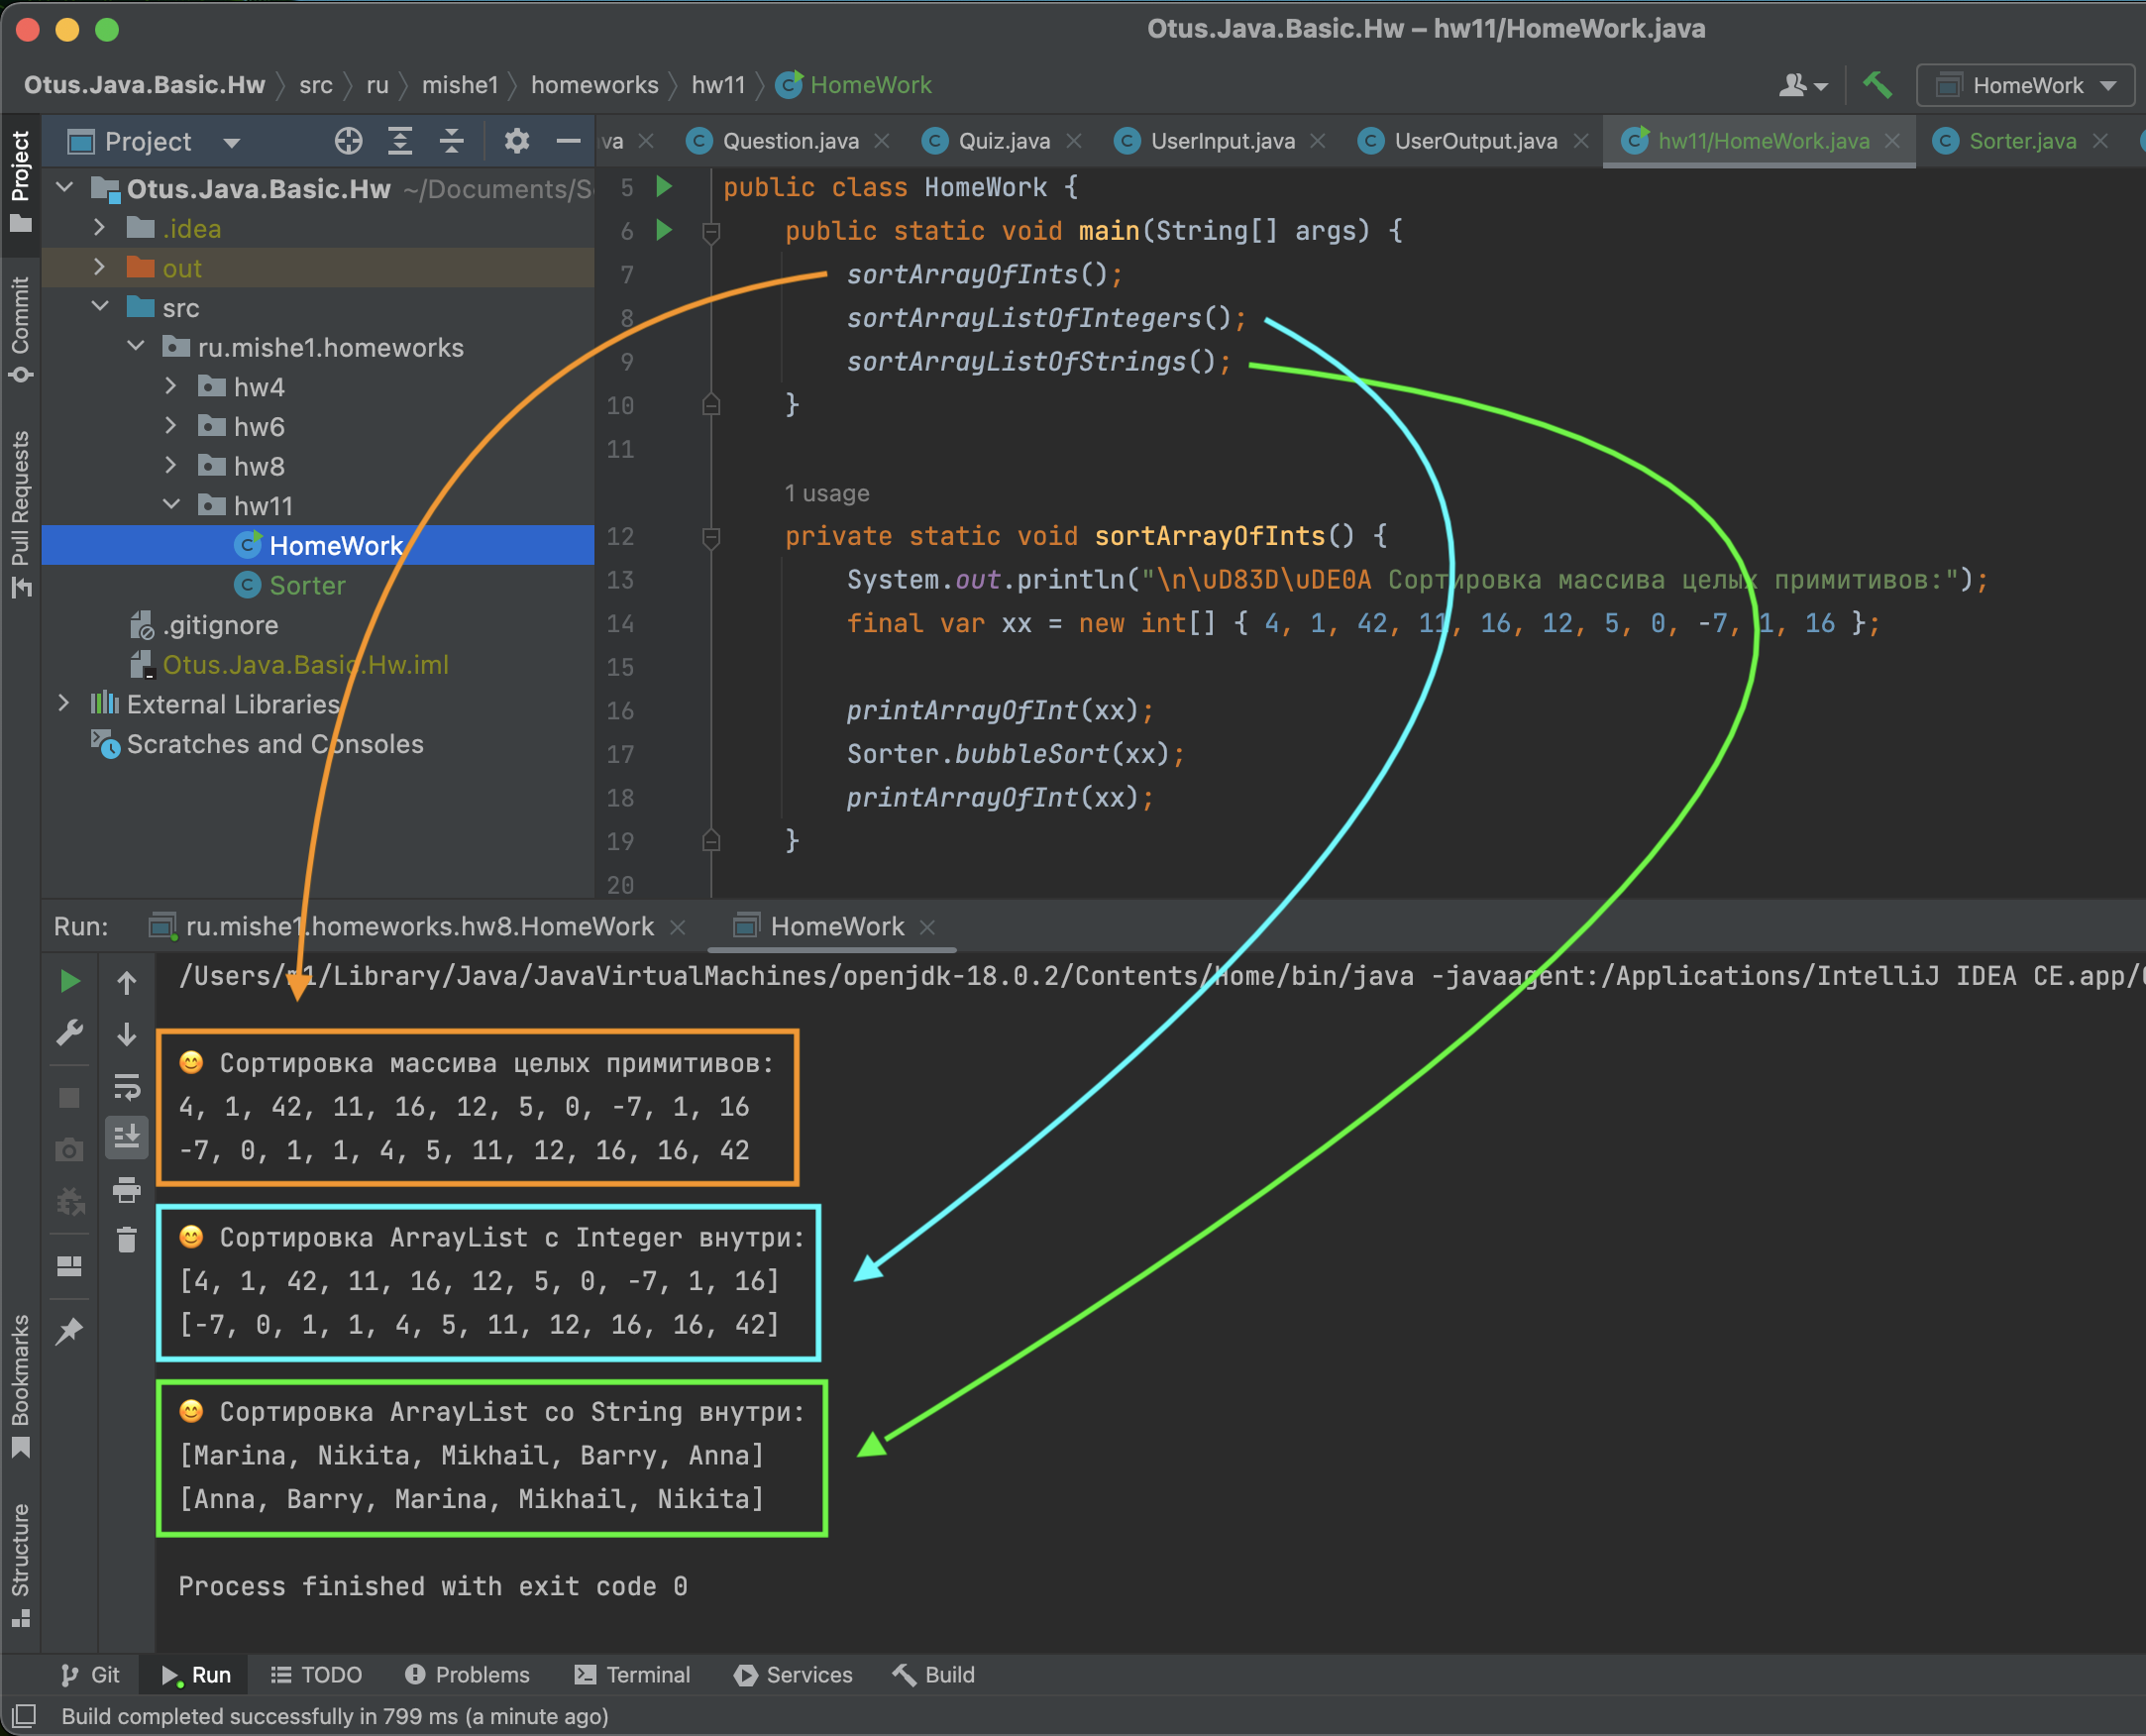 Otus.Java.Basic.Hw – hw11/HomeWork.java
Otus.Java.Basic.Hw src ru mishe1 homeworks hw11 HomeWork
HomeWork
Project
va Question.java Quiz.java UserInput.java UserOutput.java hw11/HomeWork.java Sorter.java
Project
Commit
Pull Requests
Bookmarks
Structure
Otus.Java.Basic.Hw ~/Documents/S
.idea
out
src
ru.mishe1.homeworks
hw4
hw6
hw8
hw11
HomeWork
Sorter
.gitignore
Otus.Java.Basic.Hw.iml
External Libraries
Scratches and Consoles
5 public class HomeWork {
6 public static void main(String[] args) {
7 sortArrayOfInts();
8 sortArrayListOfIntegers();
9 sortArrayListOfStrings();
10 }
11
1 usage
12 private static void sortArrayOfInts() {
13 System.out.println("\n\uD83D\uDE0A Сортировка массива целых примитивов:");
14 final var xx = new int[] { 4, 1, 42, 11, 16, 12, 5, 0, -7, 1, 16 };
15
16 printArrayOfInt(xx);
17 Sorter.bubbleSort(xx);
18 printArrayOfInt(xx);
19 }
20
Run: ru.mishe1.homeworks.hw8.HomeWork HomeWork
/Users/m1/Library/Java/JavaVirtualMachines/openjdk-18.0.2/Contents/Home/bin/java -javaagent:/Applications/IntelliJ IDEA CE.app/
😊 Сортировка массива целых примитивов:
4, 1, 42, 11, 16, 12, 5, 0, -7, 1, 16
-7, 0, 1, 1, 4, 5, 11, 12, 16, 16, 42
😊 Сортировка ArrayList с Integer внутри:
[4, 1, 42, 11, 16, 12, 5, 0, -7, 1, 16]
[-7, 0, 1, 1, 4, 5, 11, 12, 16, 16, 42]
😊 Сортировка ArrayList со String внутри:
[Marina, Nikita, Mikhail, Barry, Anna]
[Anna, Barry, Marina, Mikhail, Nikita]
Process finished with exit code 0
Git Run TODO Problems Terminal Services Build
Build completed successfully in 799 ms (a minute ago)